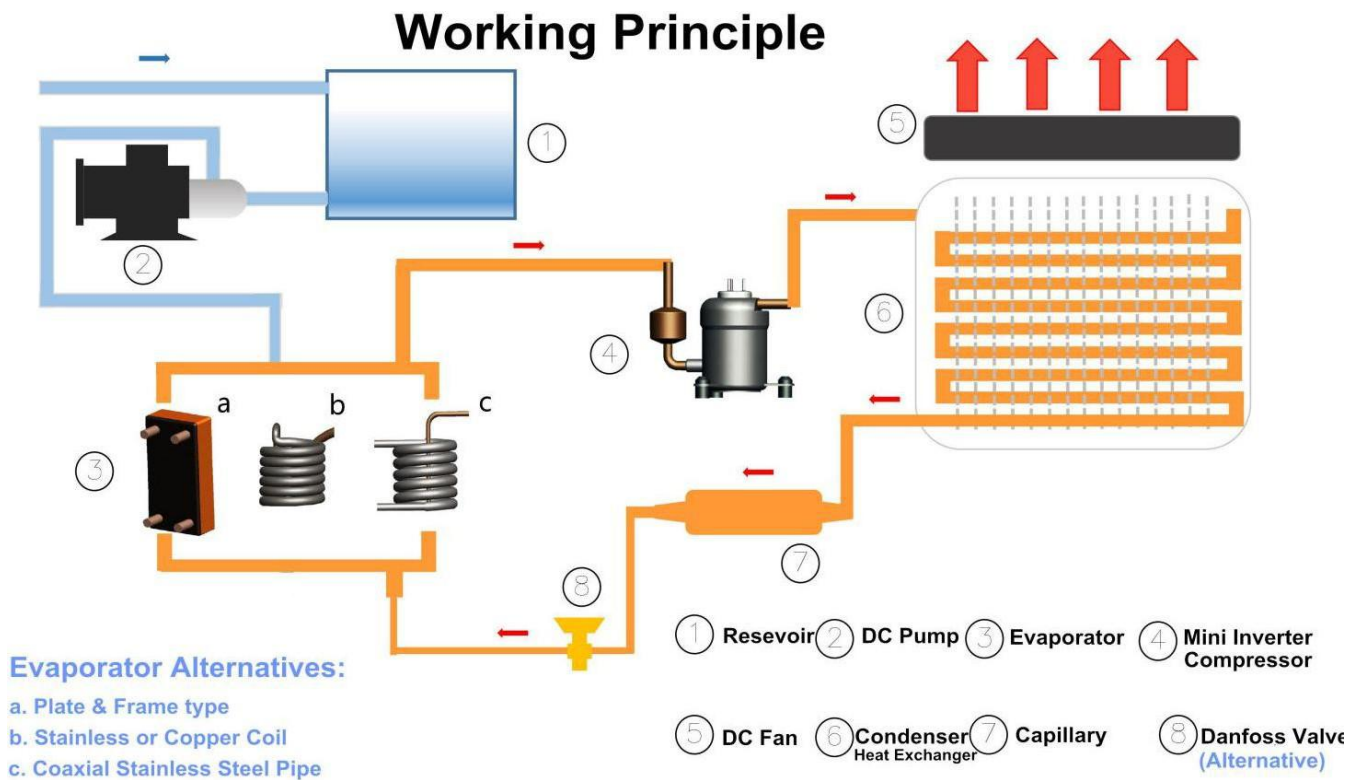 Working Principle
1
5
2
6
4
a
b
c
3
7
8
1 Resevoir 2 DC Pump 3 Evaporator 4 Mini Inverter
Compressor
Evaporator Alternatives:
a. Plate & Frame type
b. Stainless or Copper Coil
c. Coaxial Stainless Steel Pipe
5 DC Fan 6 Condenser 7 Capillary 8 Danfoss Valve
Heat Exchanger
(Alternative)